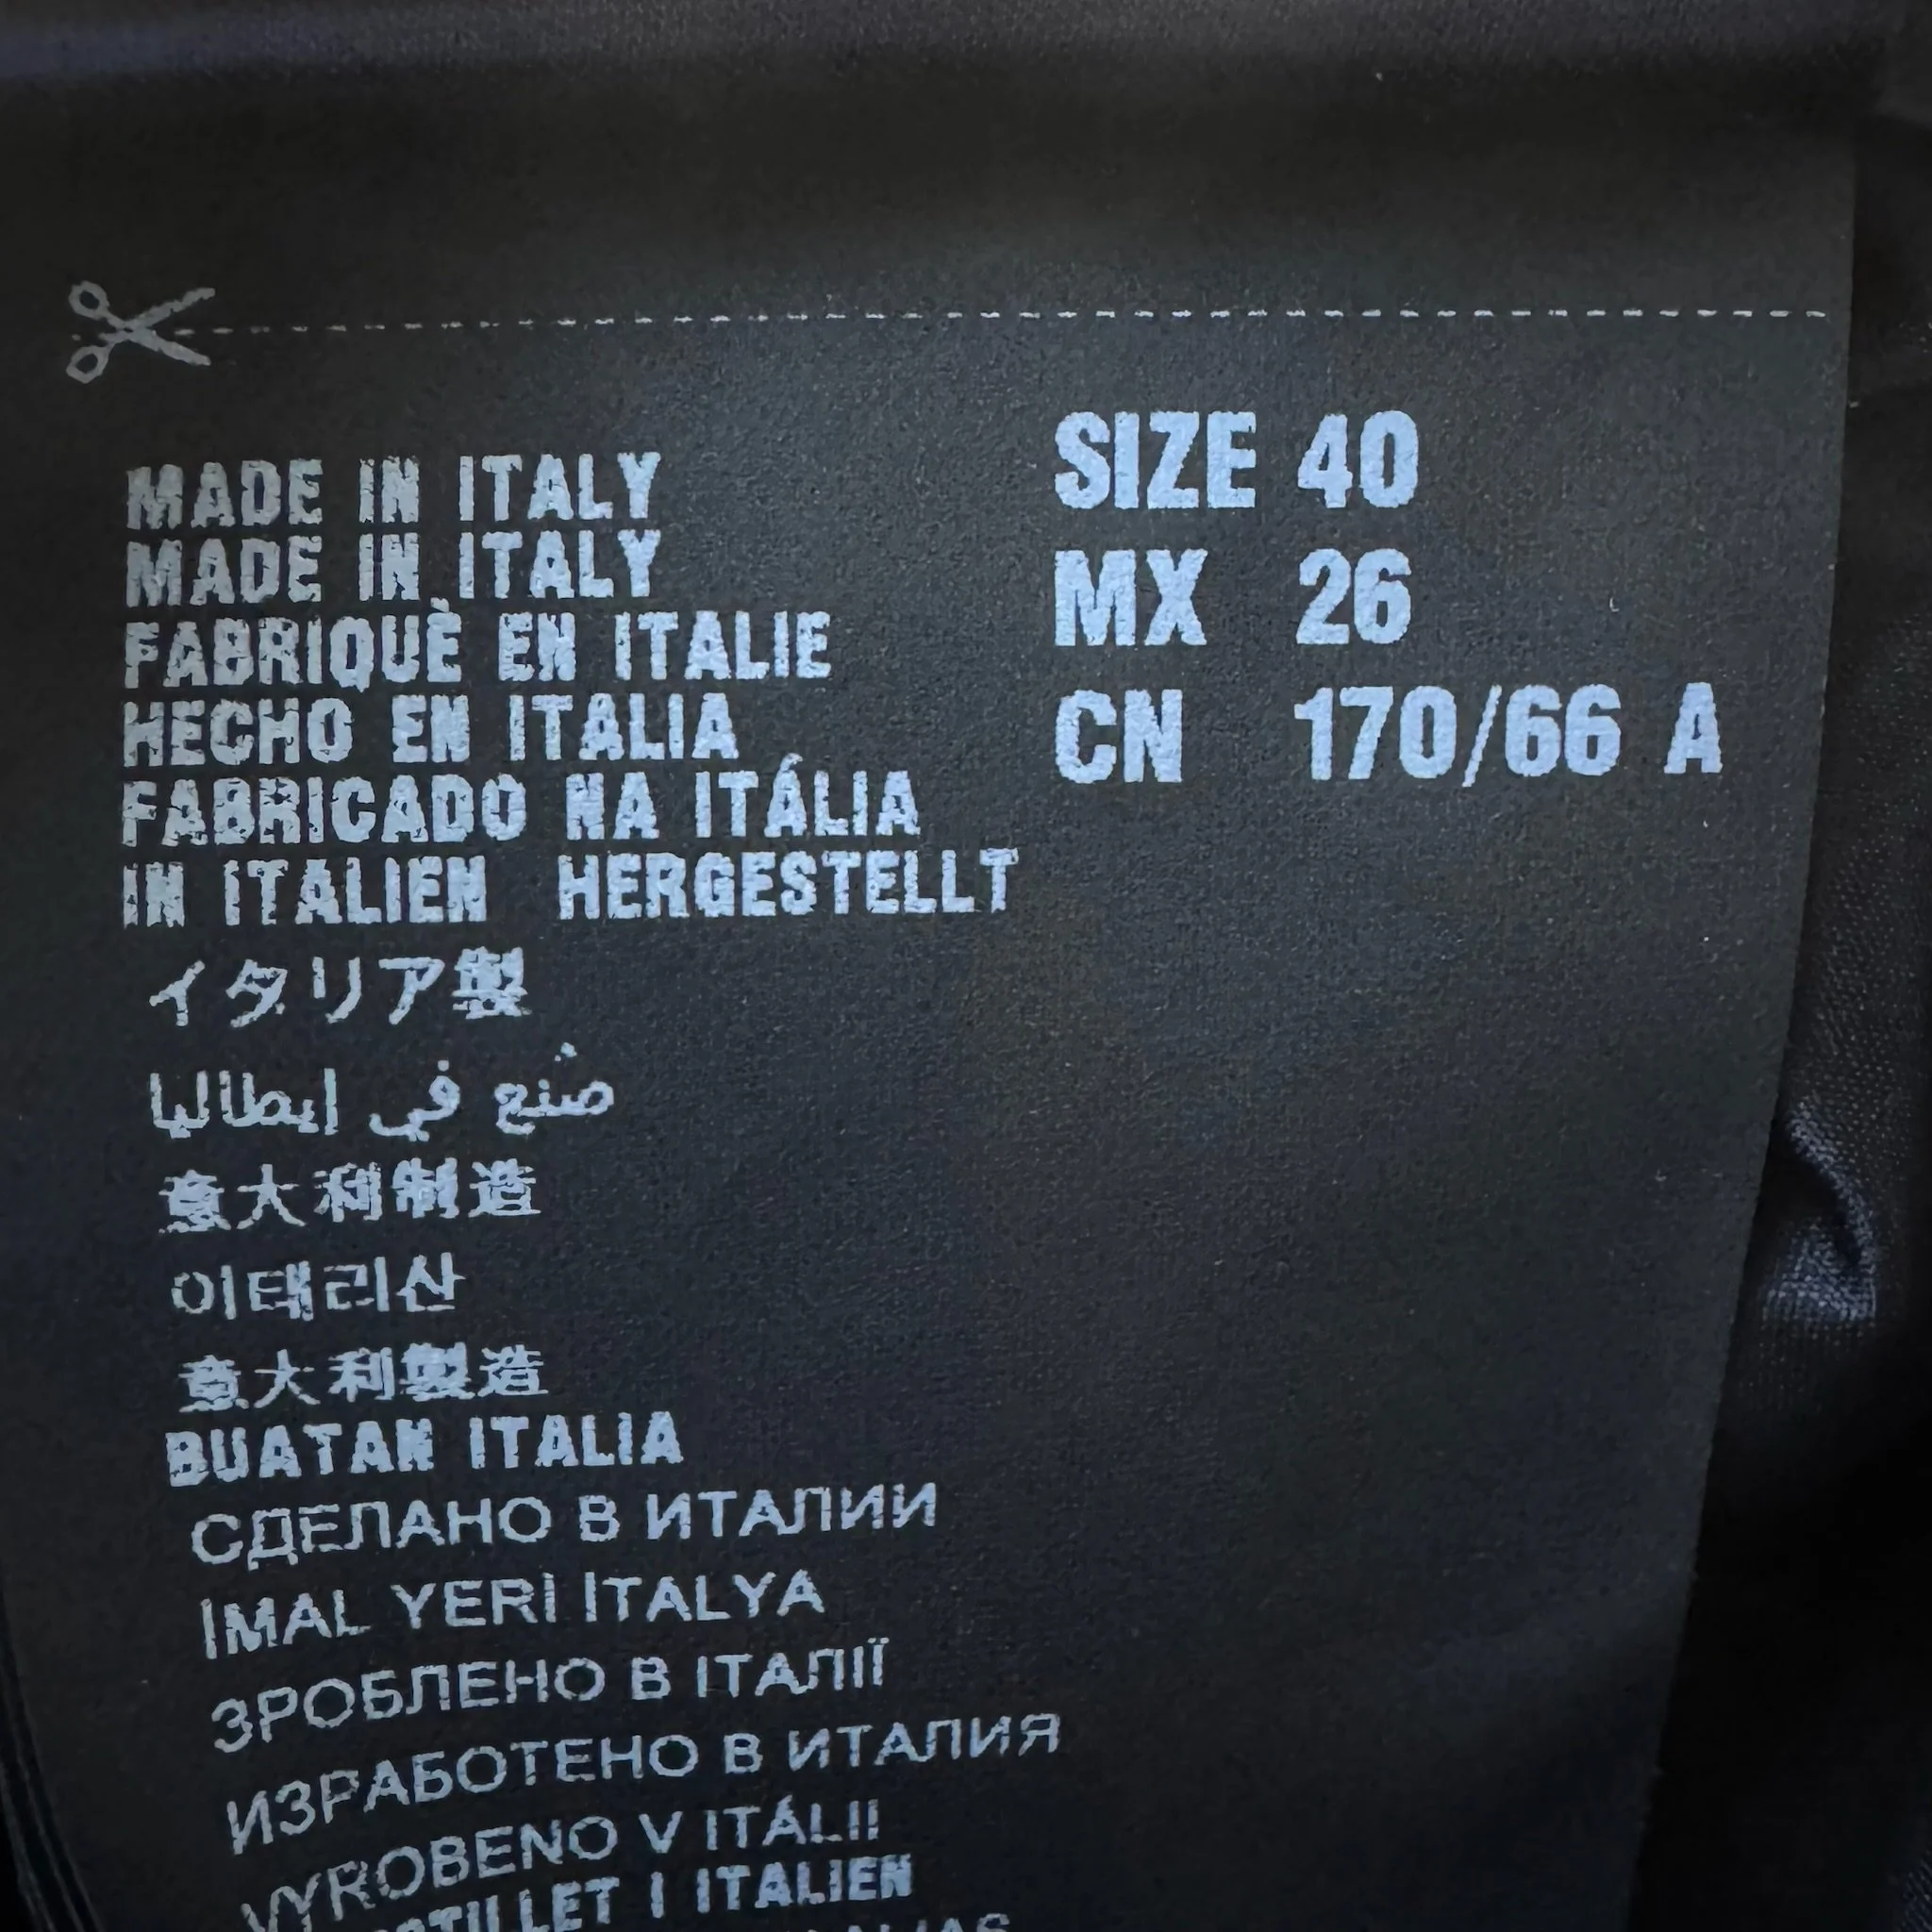 MADE IN ITALY
MADE IN ITALY
FABRIQUÈ EN ITALIE
HECHO EN ITALIA
FABRICADO NA ITÁLIA
IN ITALIEN HERGESTELLT
イタリア製
صُنع في ايطاليا
意大利制造
이태리산
意大利製造
BUATAN ITALIA
СДЕЛАНО В ИТАЛИИ
İMAL YERİ İTALYA
ЗРОБЛЕНО В ІТАЛІЇ
ИЗРАБОТЕНО В ИТАЛИЯ
VYROBENO V ITÁLII
I ITALIEN
SIZE 40
MX 26
CN 170/66 A